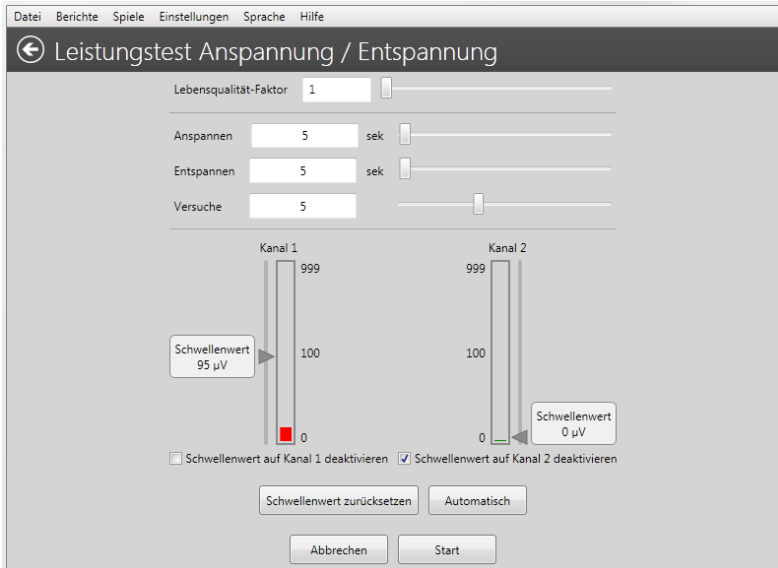 Datei Berichte Spiele Einstellungen Sprache Hilfe
Leistungstest Anspannung / Entspannung
Lebensqualität-Faktor 1
Anspannen 5 sek
Entspannen 5 sek
Versuche 5
Kanal 1 Kanal 2
999 999
Schwellenwert
95 µV
100 100
Schwellenwert
0 µV
0 0
Schwellenwert auf Kanal 1 deaktivieren Schwellenwert auf Kanal 2 deaktivieren
Schwellenwert zurücksetzen Automatisch
Abbrechen Start